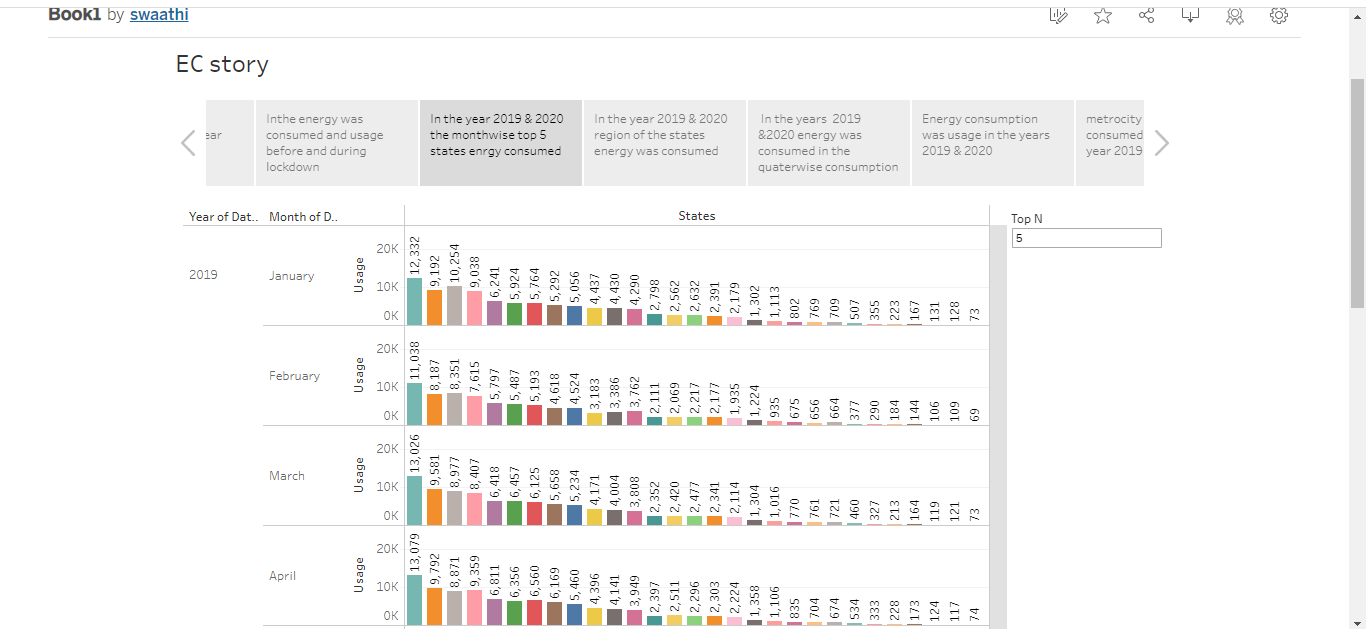 Book1 by swaathi
EC story
ear
Inthe energy was
consumed and usage
before and during
lockdown
In the year 2019 & 2020
the monthwise top 5
states enrgy consumed
In the year 2019 & 2020
region of the states
energy was consumed
In the years 2019
&2020 energy was
consumed in the
quaterwise consumption
Energy consumption
was usage in the years
2019 & 2020
metrocity
consumed
year 2019
Year of Dat.. Month of D.. States
Top N
5
2019
January
Usage
20K
10K
0K
12,332 9,192 10,254 9,038 6,241 5,924 5,764 5,292 5,056 4,437 4,430 4,290 2,798 2,562 2,632 2,391 2,179 1,302 1,113 802 769 709 507 355 223 167 131 128 73
February
Usage
20K
10K
0K
11,038 8,187 8,351 7,615 5,797 5,487 5,193 4,618 4,524 3,183 3,386 3,762 2,111 2,069 2,217 2,177 1,935 1,224 935 675 656 664 377 290 184 144 106 109 69
March
Usage
20K
10K
0K
13,026 9,581 8,977 8,407 6,418 6,457 6,125 5,658 5,234 4,171 4,004 3,808 2,352 2,420 2,477 2,341 2,114 1,304 1,016 770 761 721 460 327 213 164 119 121 73
April
Usage
20K
10K
0K
13,079 9,792 8,871 9,359 6,811 6,356 6,560 6,169 5,460 4,396 4,141 3,949 2,397 2,511 2,296 2,303 2,224 1,358 1,106 835 704 674 534 333 228 173 124 117 74